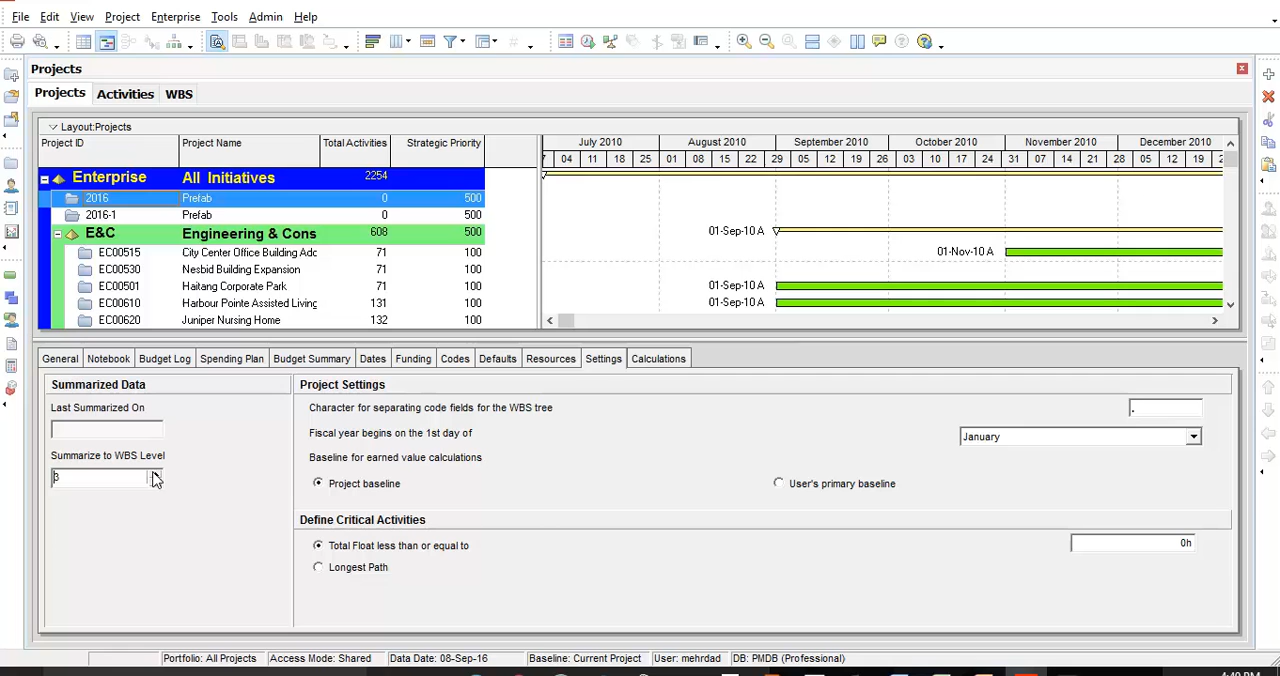 File Edit View Project Enterprise Tools Admin Help
Projects
Projects Activities WBS
Layout:Projects
Project ID Project Name Total Activities Strategic Priority
July 2010 August 2010 September 2010 October 2010 November 2010 December 2010
04 11 18 25 01 08 15 22 29 05 12 19 26 03 10 17 24 31 07 14 21 28 05 12 19
Enterprise All Initiatives 2254
2016 Prefab 0 500
2016-1 Prefab 0 500
E&C Engineering & Cons 608 500 01-Sep-10 A
EC00515 City Center Office Building Adc 71 100 01-Nov-10 A
EC00530 Nesbid Building Expansion 71 100
EC00501 Haitang Corporate Park 71 100 01-Sep-10 A
EC00610 Harbour Pointe Assisted Living 131 100 01-Sep-10 A
EC00620 Juniper Nursing Home 132 100
General Notebook Budget Log Spending Plan Budget Summary Dates Funding Codes Defaults Resources Settings Calculations
Summarized Data
Last Summarized On
Summarize to WBS Level
3
Project Settings
Character for separating code fields for the WBS tree .
Fiscal year begins on the 1st day of January
Baseline for earned value calculations
Project baseline User's primary baseline
Define Critical Activities
Total Float less than or equal to 0h
Longest Path
Portfolio: All Projects Access Mode: Shared Data Date: 08-Sep-16 Baseline: Current Project User: mehrdad DB: PMDB (Professional)